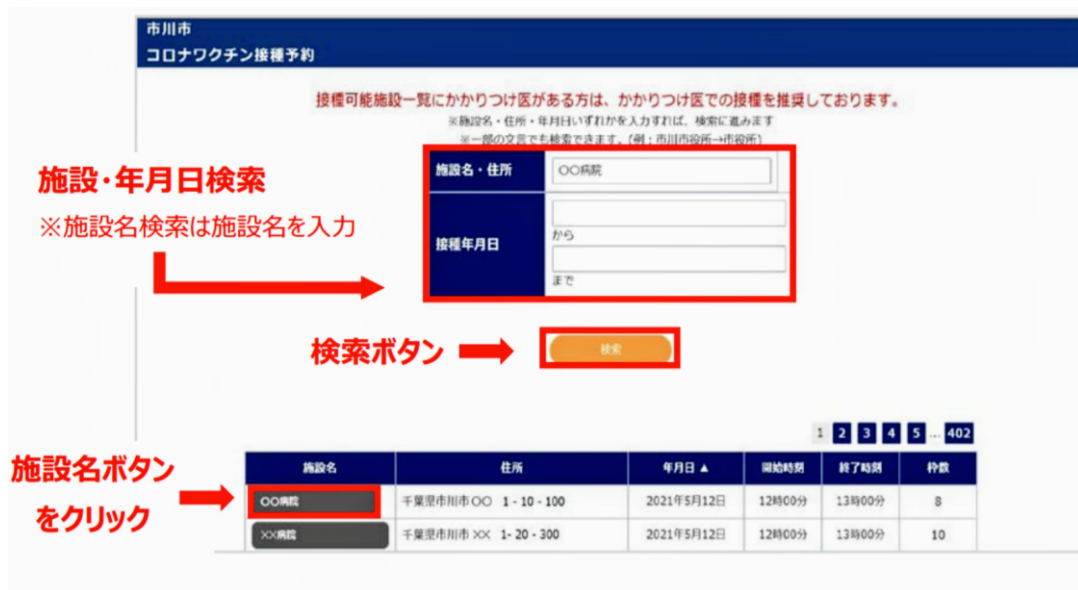 市川市
コロナワクチン接種予約
接種可能施設一覧にかかりつけ医がある方は、かかりつけ医での接種を推奨しております。
※施設名・住所・年月日いずれかを入力すれば、検索に進みます
※一部の文言でも検索できます。(例：市川市役所→市役所)
施設・年月日検索
※施設名検索は施設名を入力
施設名・住所
〇〇病院
接種年月日
から
まで
検索ボタン
検索
1 2 3 4 5 ... 402
施設名ボタン
をクリック
施設名 住所 年月日▲ 開始時刻 終了時刻 枠数
〇〇病院 千葉県市川市〇〇 1-10-100 2021年5月12日 12時00分 13時00分 8
××病院 千葉県市川市×× 1-20-300 2021年5月12日 12時00分 13時00分 10